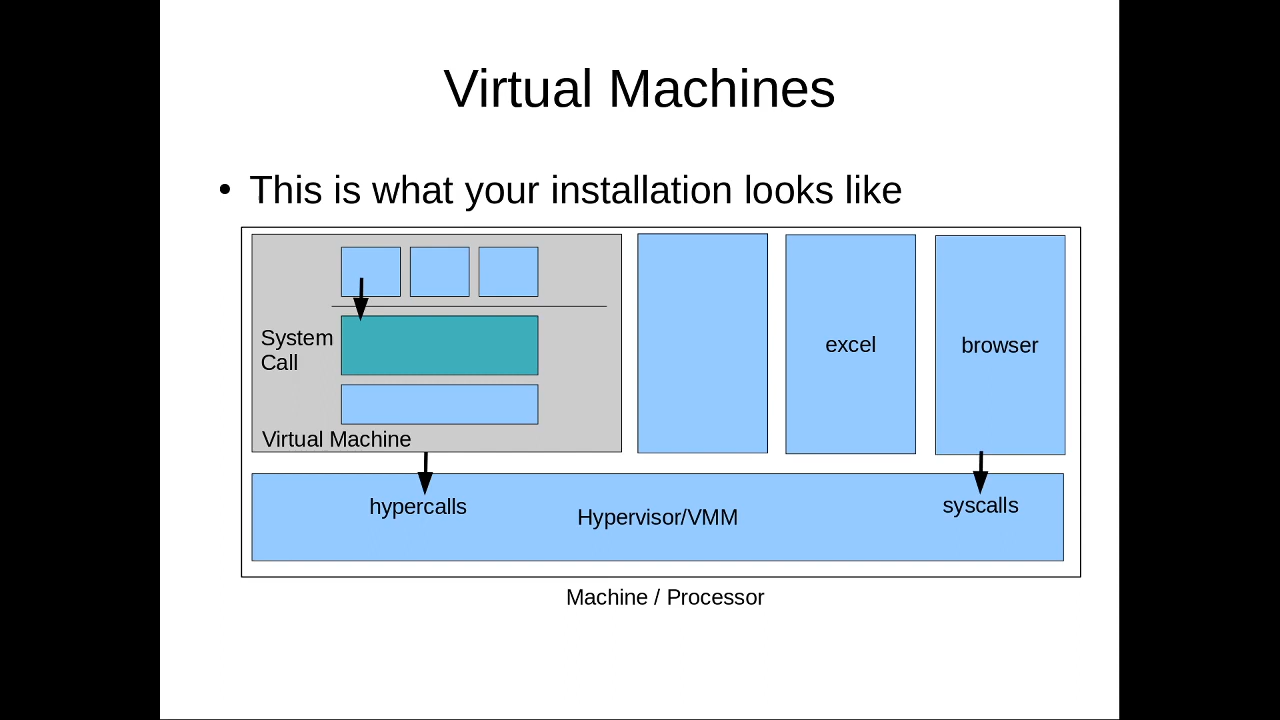 Virtual Machines
• This is what your installation looks like
System
Call
Virtual Machine
excel
browser
hypercalls
Hypervisor/VMM
syscalls
Machine / Processor